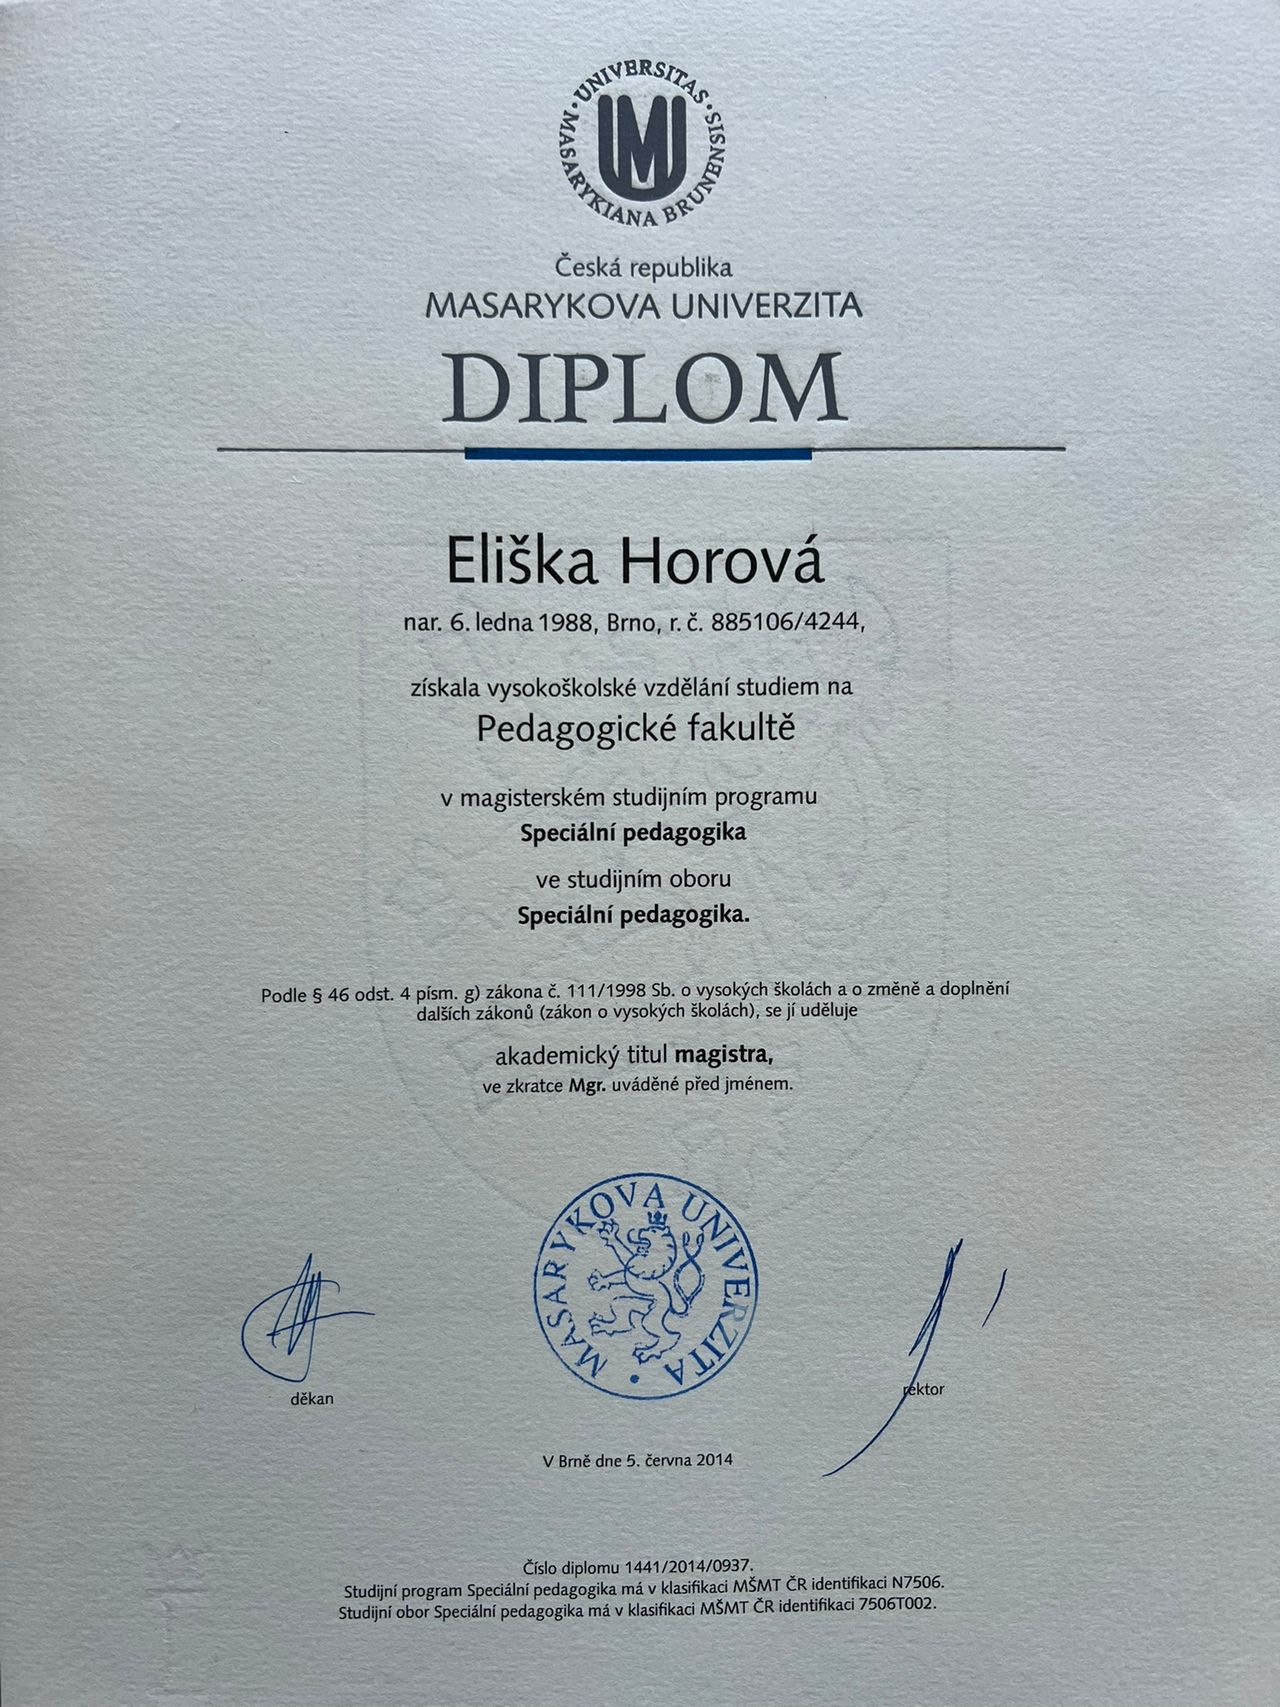 UNIVERSITAS · MASARYKIANA BRUNENSIS ·
MU
Česká republika
MASARYKOVA UNIVERZITA
DIPLOM
Eliška Horová
nar. 6. ledna 1988, Brno, r. č. 885106/4244,
získala vysokoškolské vzdělání studiem na
Pedagogické fakultě
v magisterském studijním programu
Speciální pedagogika
ve studijním oboru
Speciální pedagogika.
Podle § 46 odst. 4 písm. g) zákona č. 111/1998 Sb. o vysokých školách a o změně a doplnění
dalších zákonů (zákon o vysokých školách), se jí uděluje
akademický titul magistra,
ve zkratce Mgr. uváděné před jménem.
MASARYKOVA UNIVERZITA ·
děkan
rektor
V Brně dne 5. června 2014
Číslo diplomu 1441/2014/0937.
Studijní program Speciální pedagogika má v klasifikaci MŠMT ČR identifikaci N7506.
Studijní obor Speciální pedagogika má v klasifikaci MŠMT ČR identifikaci 7506T002.